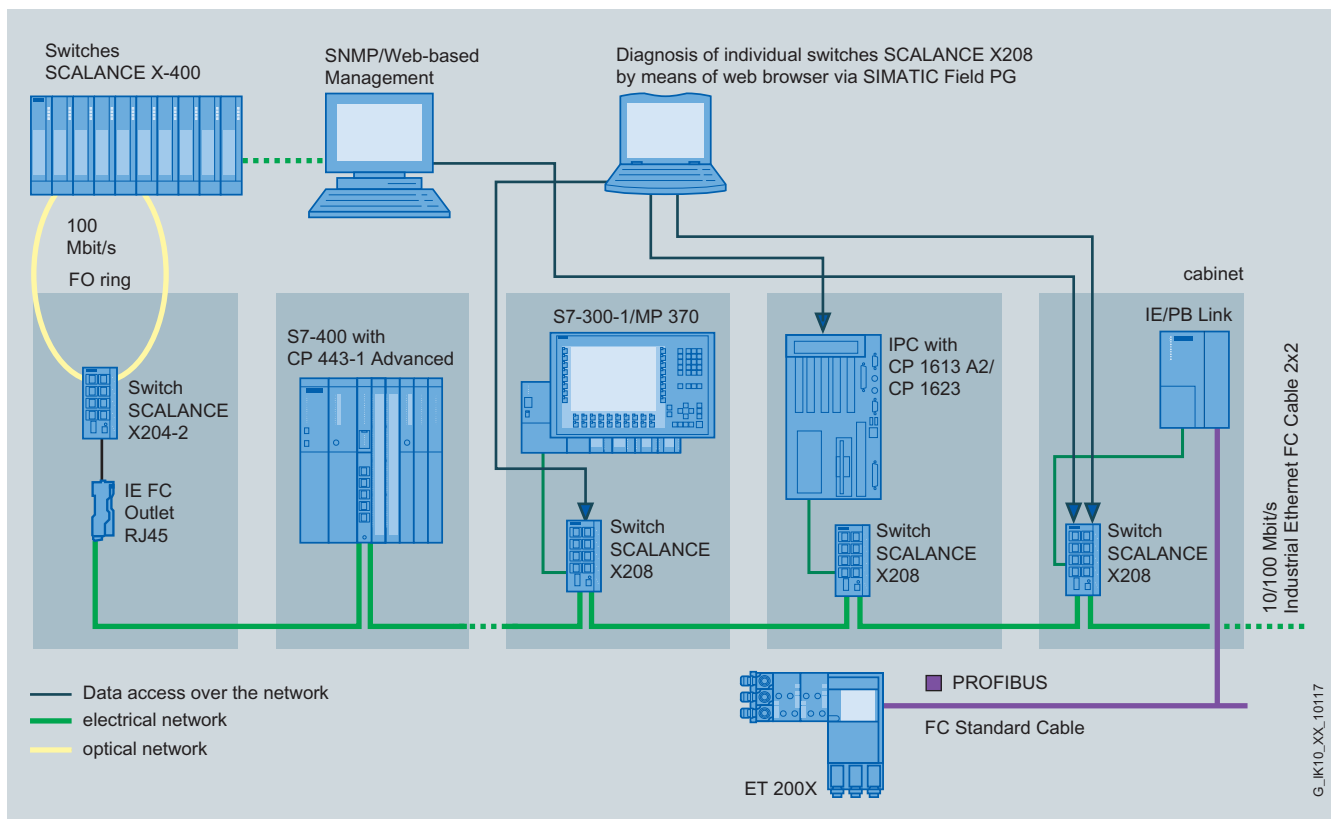 Switches
SCALANCE X-400
SNMP/Web-based
Management
Diagnosis of individual switches SCALANCE X208
by means of web browser via SIMATIC Field PG
100
Mbit/s
FO ring
cabinet
Switch
SCALANCE
X204-2
IE FC
Outlet
RJ45
S7-400 with
CP 443-1 Advanced
S7-300-1/MP 370
Switch
SCALANCE
X208
IPC with
CP 1613 A2/
CP 1623
Switch
SCALANCE
X208
IE/PB Link
Switch
SCALANCE
X208
10/100 Mbit/s
Industrial Ethernet FC Cable 2x2
Data access over the network
electrical network
optical network
PROFIBUS
FC Standard Cable
ET 200X
G_IK10_XX_10117